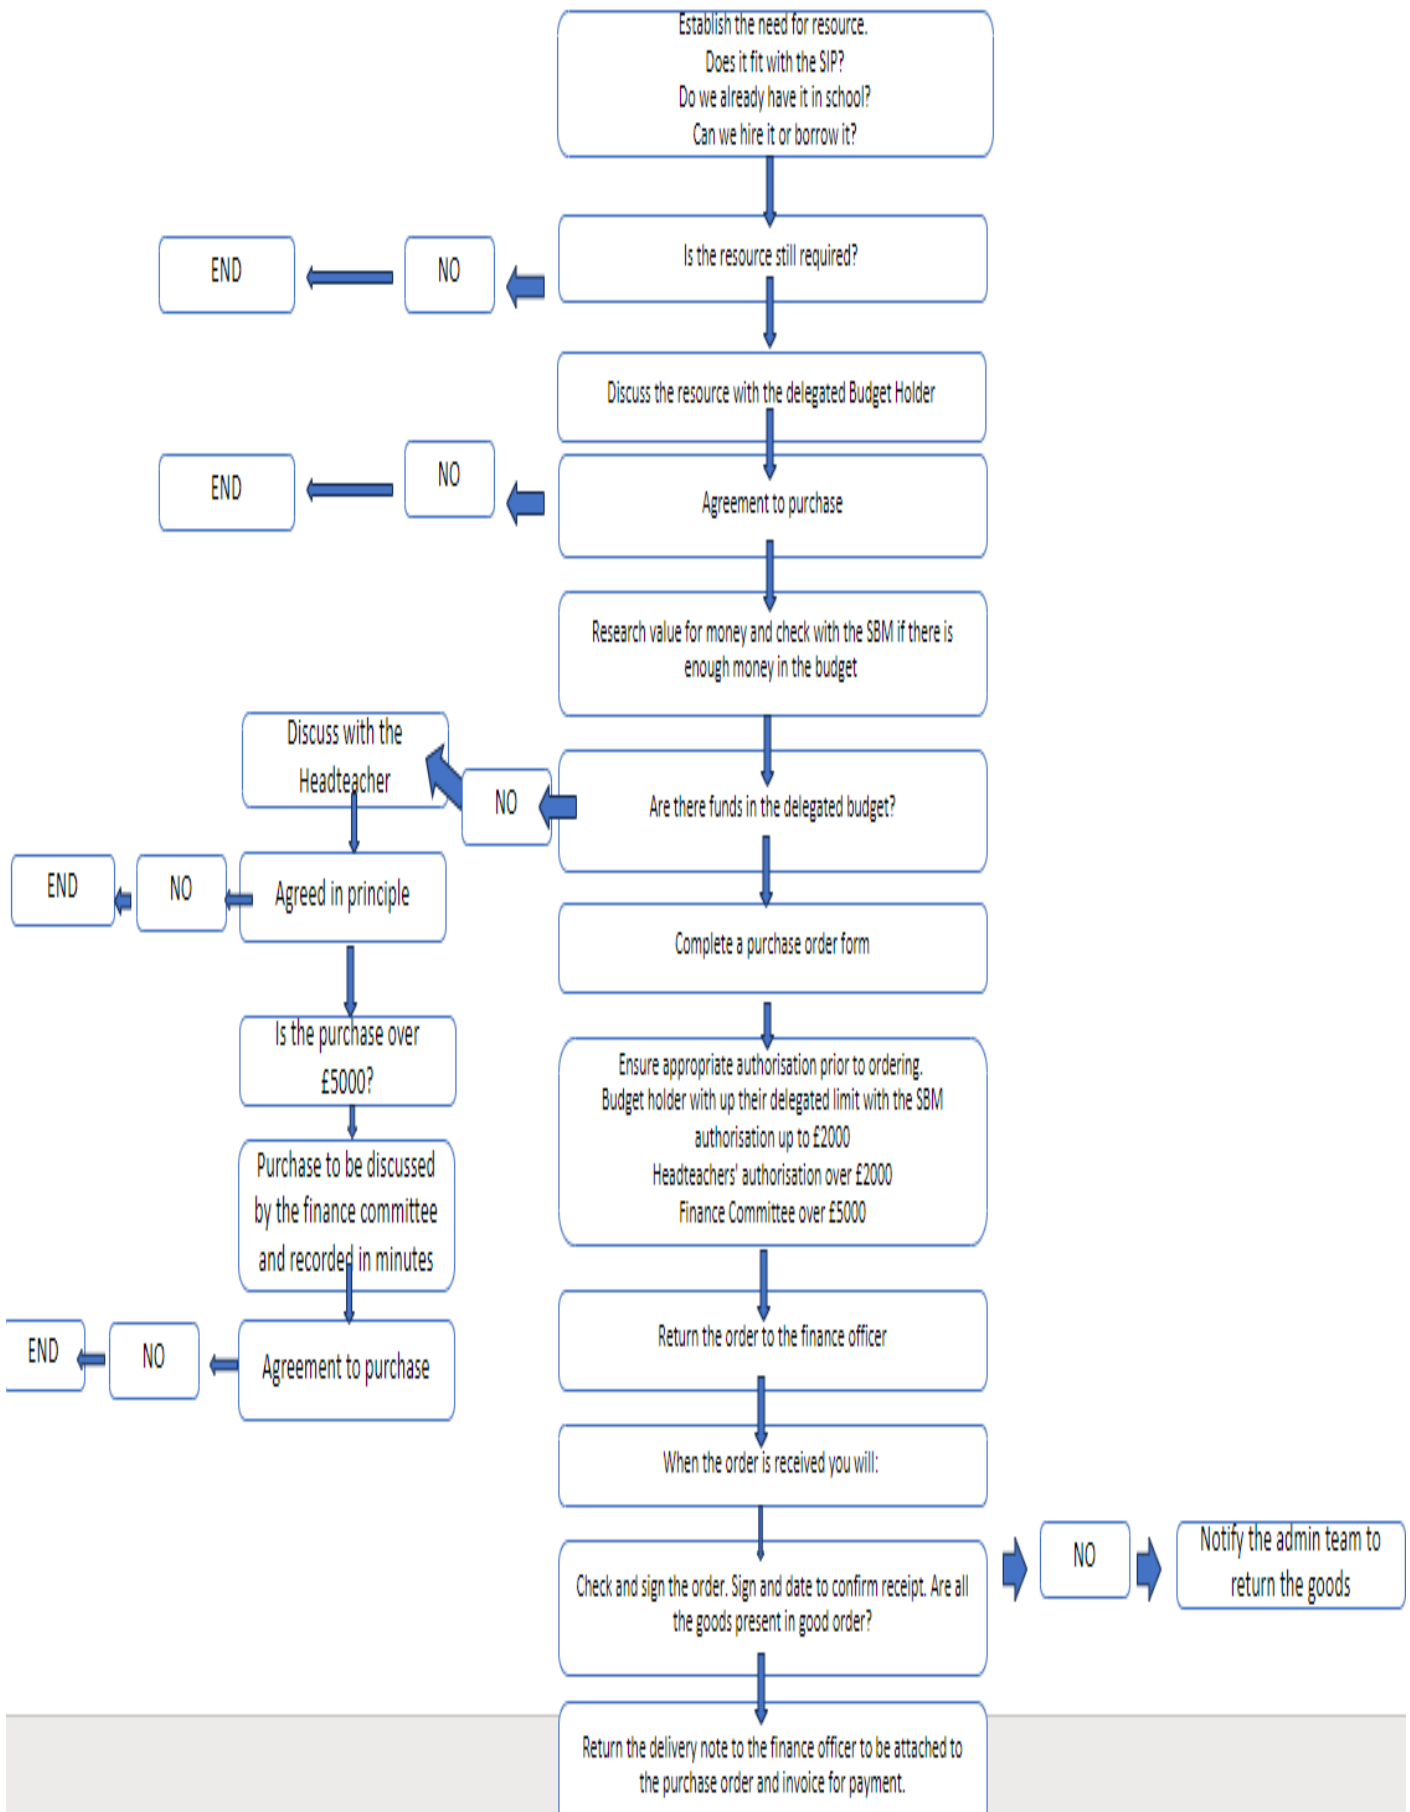 Establish the need for resource.
Does it fit with the SIP?
Do we already have it in school?
Can we hire it or borrow it?
Is the resource still required?
NO
END
Discuss the resource with the delegated Budget Holder
Agreement to purchase
NO
END
Research value for money and check with the SBM if there is
enough money in the budget
Are there funds in the delegated budget?
NO
Discuss with the
Headteacher
Agreed in principle
NO
END
Is the purchase over
£5000?
Purchase to be discussed
by the finance committee
and recorded in minutes
Agreement to purchase
NO
END
Complete a purchase order form
Ensure appropriate authorisation prior to ordering.
Budget holder with up their delegated limit with the SBM
authorisation up to £2000
Headteachers' authorisation over £2000
Finance Committee over £5000
Return the order to the finance officer
When the order is received you will:
Check and sign the order. Sign and date to confirm receipt. Are all
the goods present in good order?
NO
Notify the admin team to
return the goods
Return the delivery note to the finance officer to be attached to
the purchase order and invoice for payment.